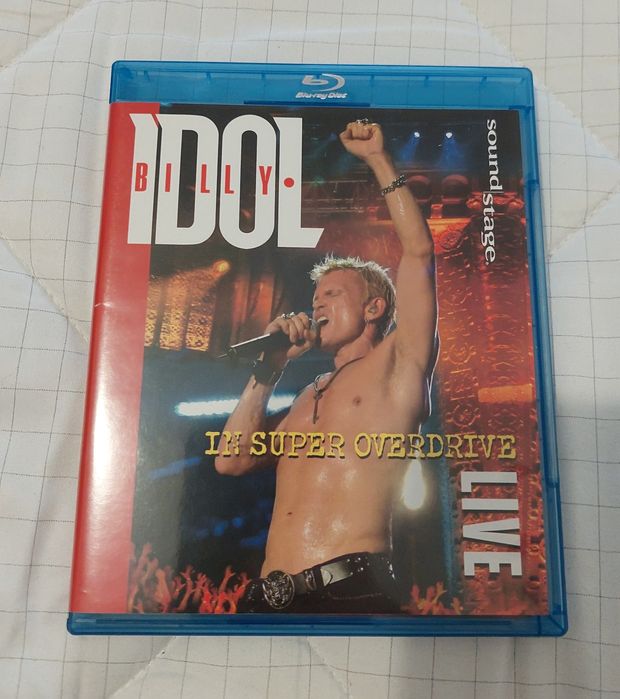 Blu-ray Disc
BILLY
IDOL
soundstage
IN SUPER OVERDRIVE
LIVE